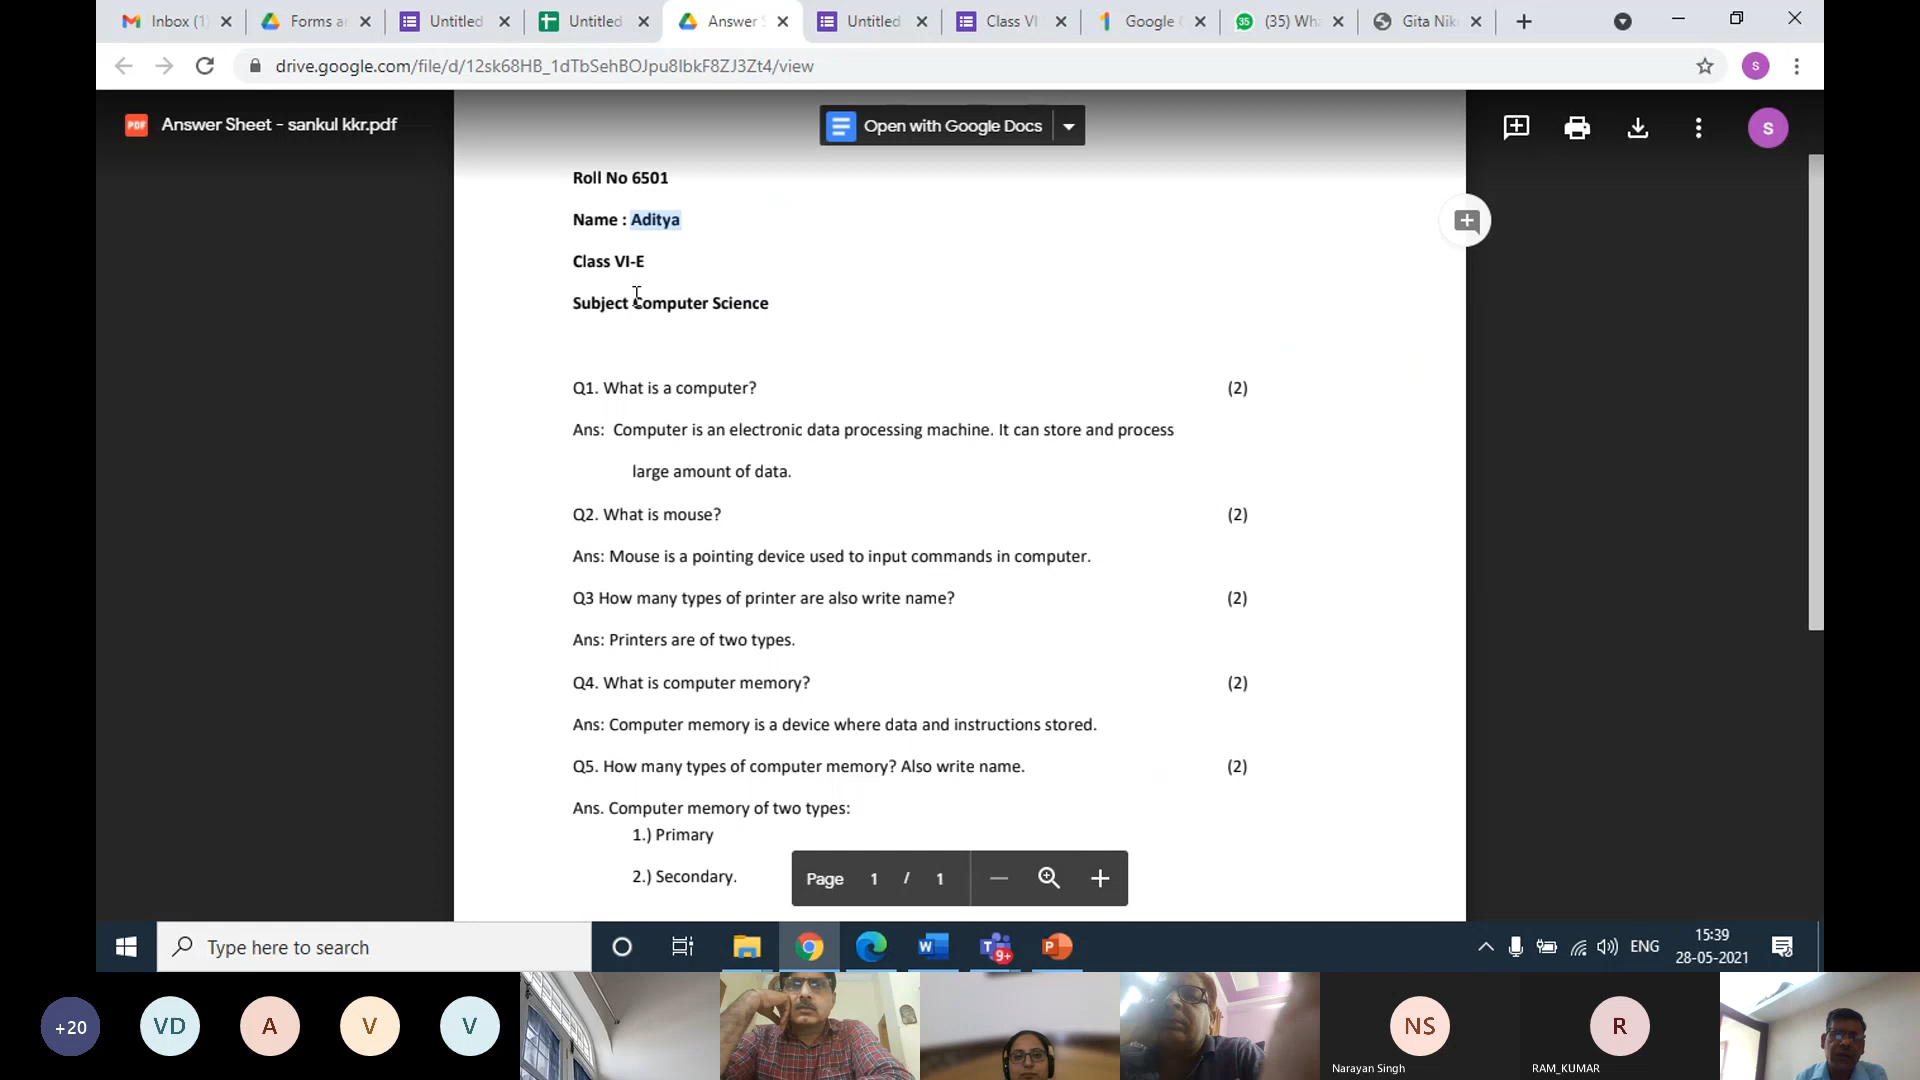 Inbox (1)
Forms a
Untitled
Untitled
Answer S
Untitled
Class VI
Google
(35) Wha
Gita Nik
drive.google.com/file/d/12sk68HB_1dTbSehBOJpu8IbkF8ZJ3Zt4/view
S
PDF
Answer Sheet - sankul kkr.pdf
Open with Google Docs
S
Roll No 6501
Name : Aditya
Class VI-E
Subject Computer Science
Q1. What is a computer? (2)
Ans: Computer is an electronic data processing machine. It can store and process
large amount of data.
Q2. What is mouse? (2)
Ans: Mouse is a pointing device used to input commands in computer.
Q3 How many types of printer are also write name? (2)
Ans: Printers are of two types.
Q4. What is computer memory? (2)
Ans: Computer memory is a device where data and instructions stored.
Q5. How many types of computer memory? Also write name. (2)
Ans. Computer memory of two types:
1.) Primary
2.) Secondary.
Page 1 / 1
Type here to search
9+
ENG
15:39
28-05-2021
+20
VD
A
V
V
NS
Narayan Singh
R
RAM_KUMAR